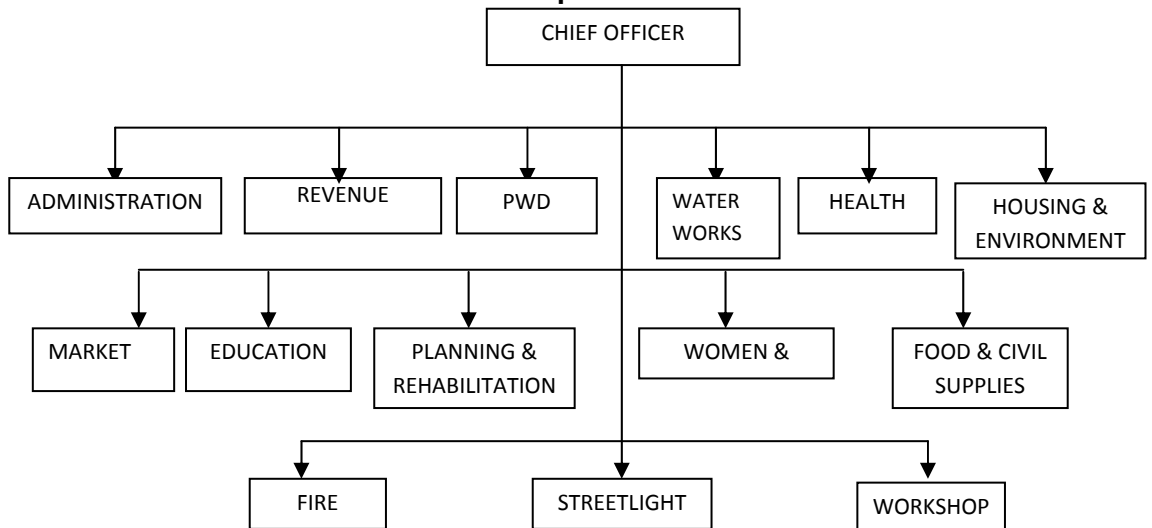 CHIEF OFFICER
ADMINISTRATION
REVENUE
PWD
WATER
WORKS
HEALTH
HOUSING &
ENVIRONMENT
MARKET
EDUCATION
PLANNING &
REHABILITATION
WOMEN &
FOOD & CIVIL
SUPPLIES
FIRE
STREETLIGHT
WORKSHOP